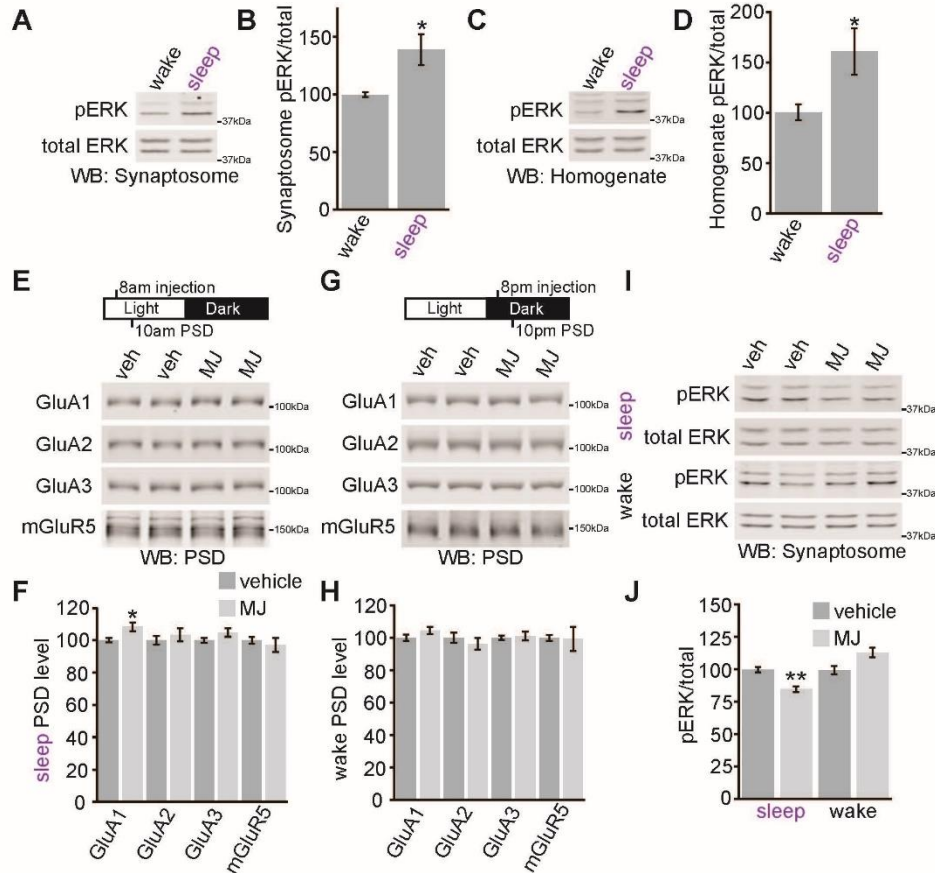 A
wake
sleep
pERK
37kDa
total ERK
37kDa
WB: Synaptosome
B
Synaptosome pERK/total
*
150
100
50
0
wake
sleep
C
wake
sleep
pERK
37kDa
total ERK
37kDa
WB: Homogenate
D
Homogenate pERK/total
*
200
150
100
50
0
wake
sleep
E
8am injection
Light
Dark
10am PSD
veh
veh
MJ
MJ
GluA1
100kDa
GluA2
100kDa
GluA3
100kDa
mGluR5
150kDa
WB: PSD
G
8pm injection
Light
Dark
10pm PSD
veh
veh
MJ
MJ
GluA1
100kDa
GluA2
100kDa
GluA3
100kDa
mGluR5
150kDa
WB: PSD
I
veh
veh
MJ
MJ
sleep
pERK
37kDa
total ERK
37kDa
wake
pERK
37kDa
total ERK
37kDa
WB: Synaptosome
F
vehicle
MJ
sleep PSD level
*
120
100
80
60
40
20
0
GluA1
GluA2
GluA3
mGluR5
H
wake PSD level
120
100
80
60
40
20
0
GluA1
GluA2
GluA3
mGluR5
J
vehicle
MJ
pERK/total
**
150
125
100
75
50
25
0
sleep
wake